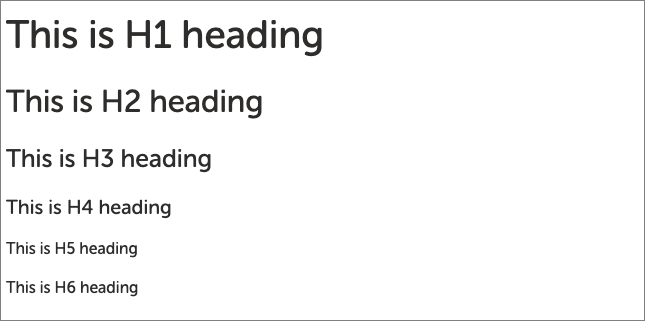 This is H1 heading
This is H2 heading
This is H3 heading
This is H4 heading
This is H5 heading
This is H6 heading